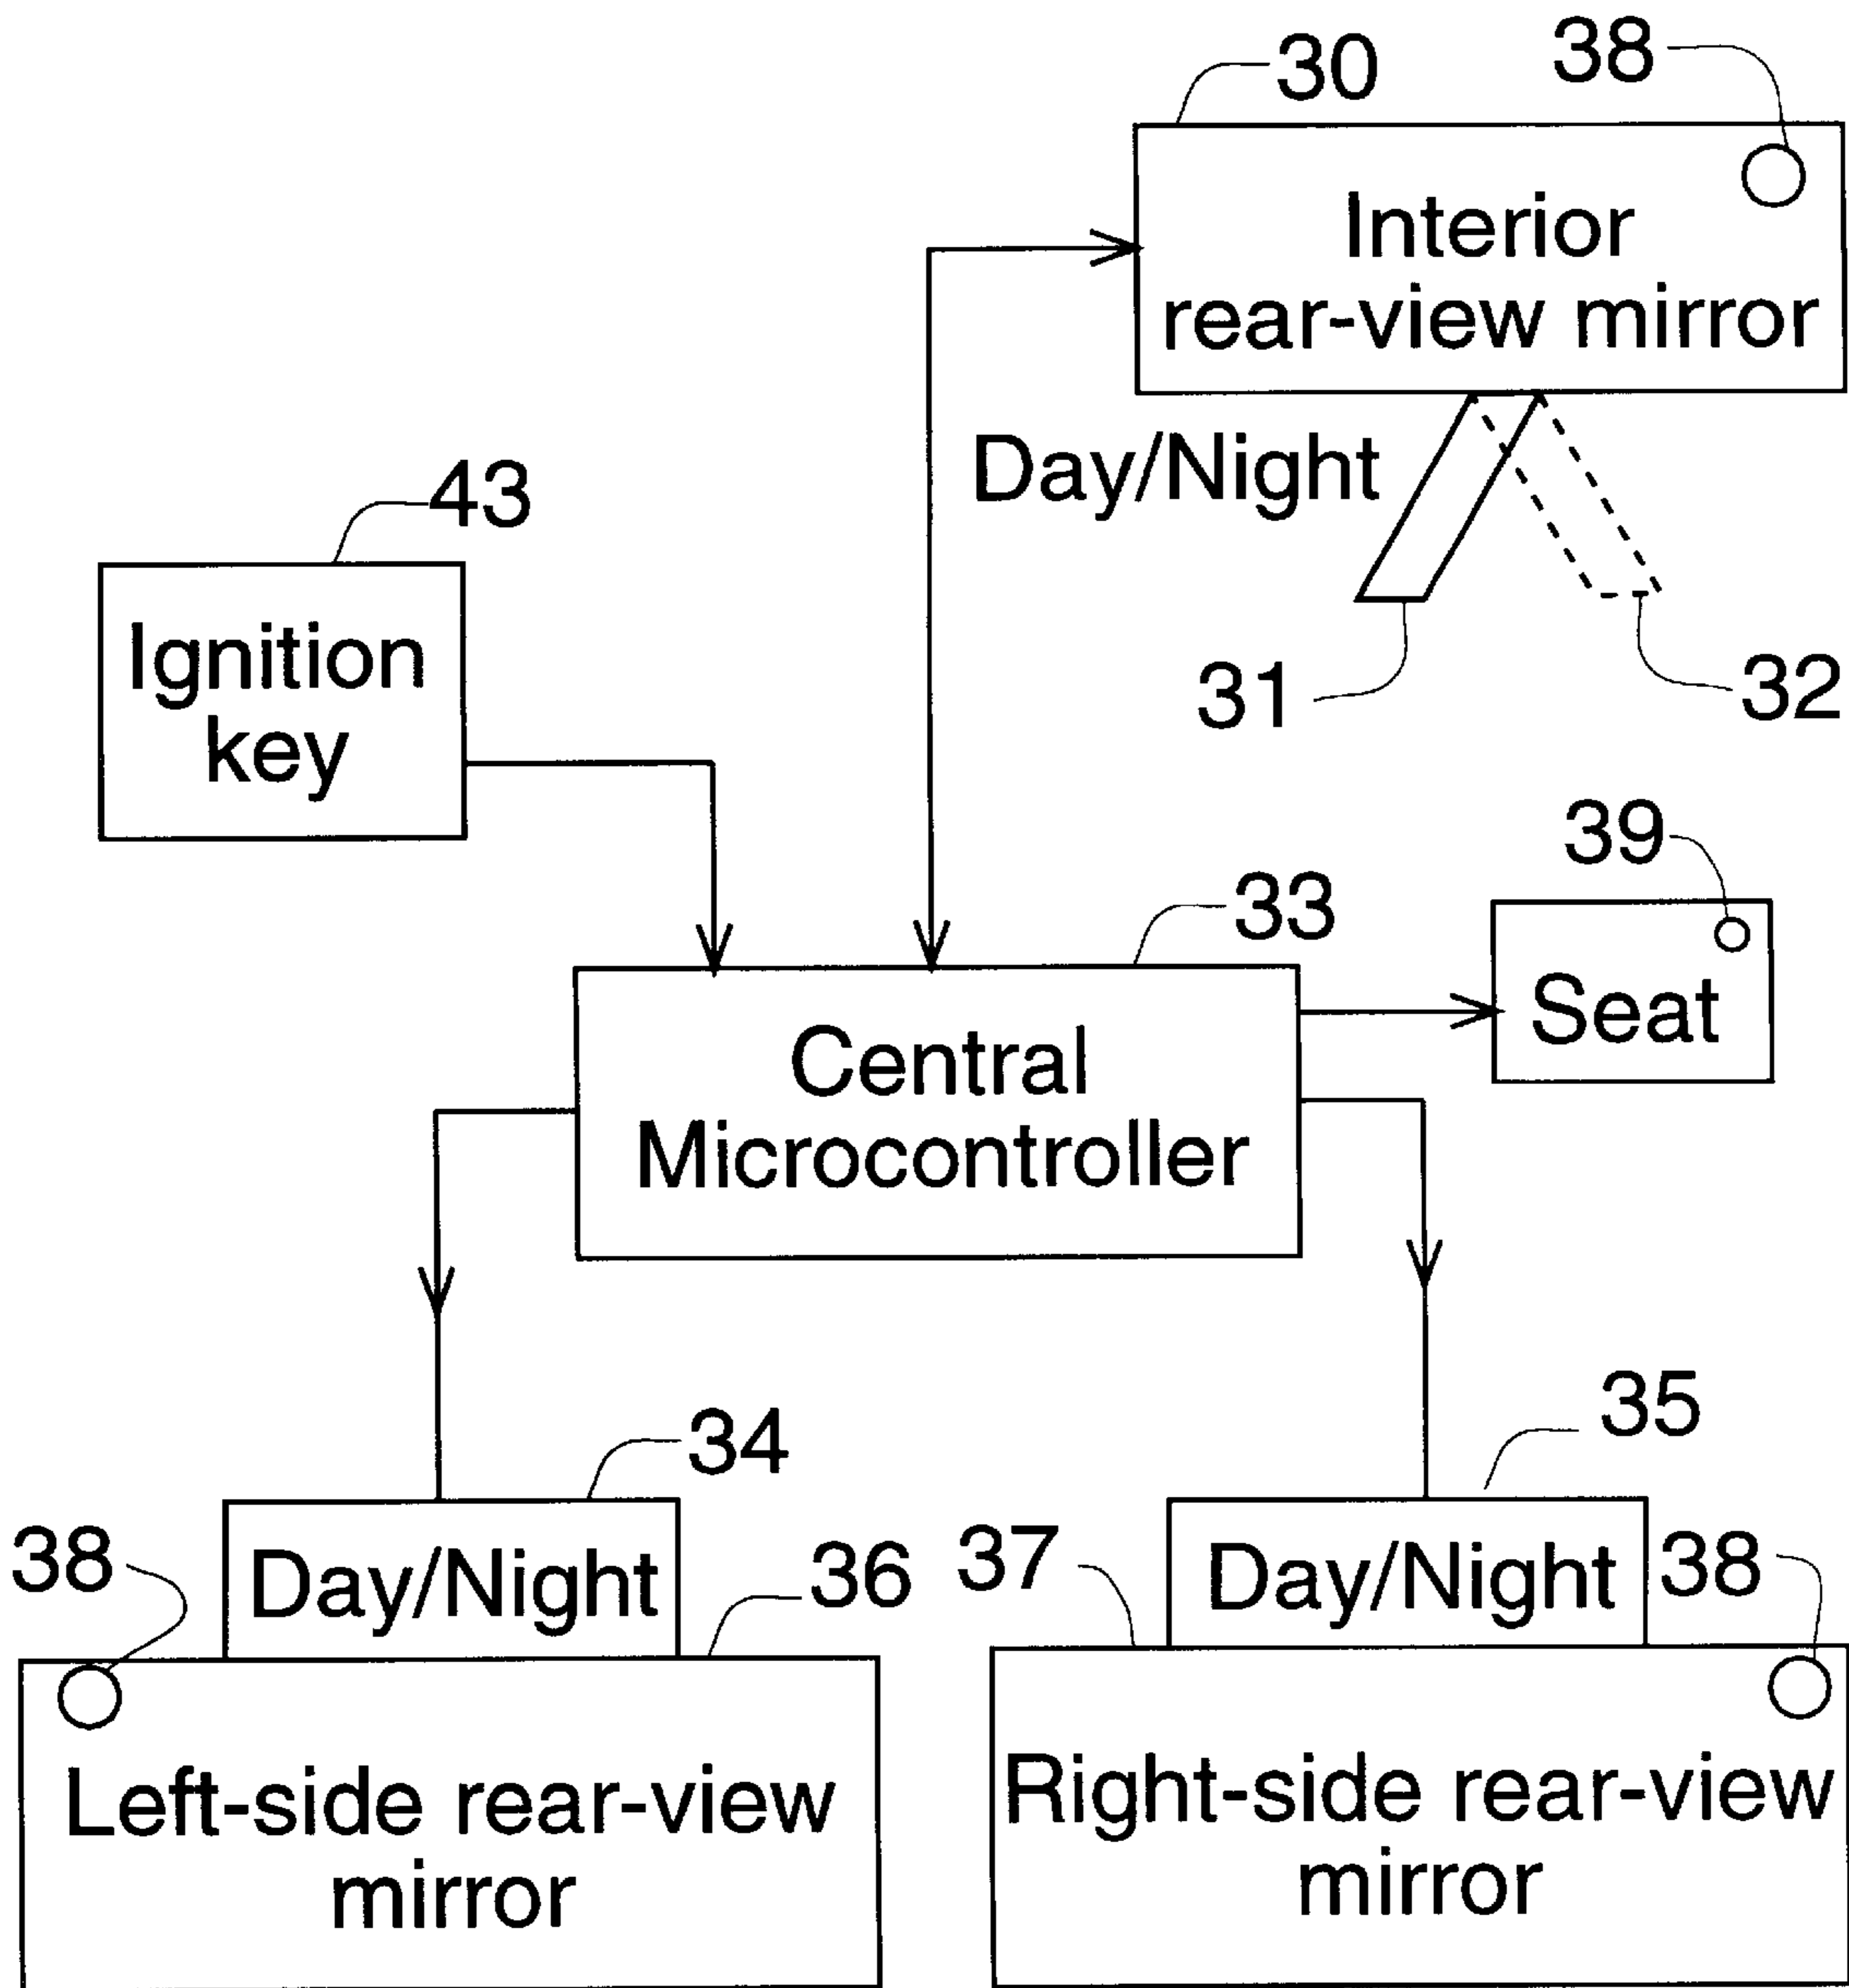 30
38
Interior
rear-view mirror
Day/Night
43
Ignition
key
31
32
39
33
Seat
Central
Microcontroller
34
35
38
Day/Night
36
37
Day/Night
38
Left-side rear-view
mirror
Right-side rear-view
mirror